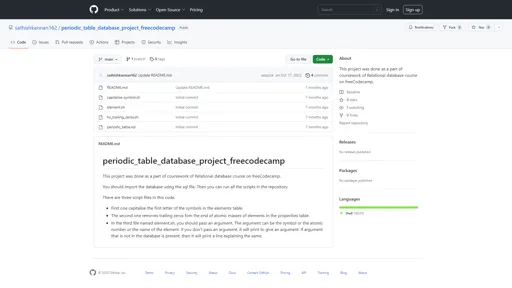 Product Solutions Open Source Pricing
Sign in Sign up
sathishkannan162 / periodic_table_database_project_freecodecamp Public
Notifications Fork Star
Code Issues Pull requests Actions Projects Security Insights
main 1 branch 0 tags Go to file Code
sathishkannan162 Update README.md on Oct 17, 2022 4 commits
README.md Update README.md 7 months ago
Initial commit 7 months ago
element.sh Initial commit 7 months ago
Initial commit 7 months ago
periodic_table.sql Initial commit 7 months ago
README.md
periodic_table_database_project_freecodecamp
This project was done as a part of coursework of Relational database course on freeCodecamp.
You should import the database using the sql file. Then you can run all the scripts in the repository.
There are three script files in this code.
First one capitalise the first letter of the symbols in the elements table.
The second one removes trailing zeros from the end of atomic masses of elements in the properties table.
In the third file named element.sh, you should pass an argument. The argument can be the symbol or the atomic
number or the name of the element. If you don't pass an argument, it will print to give an argument. If argument
that is not in the database is present, then it will print a line explaining the same.
About
This project was done as a part of
coursework of Relational database course
on freeCodecamp.
Readme
0 stars
1 watching
0 forks
Report repository
Releases
No releases published
Packages
No packages published
Languages
Shell 100.0%
© 2023 GitHub, Inc. Terms Privacy Security Status Docs Contact GitHub Pricing API Training Blog About